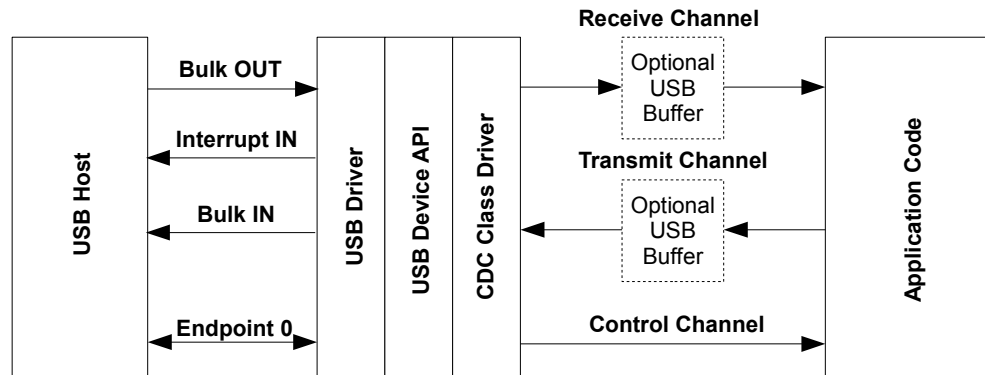 Receive Channel
Bulk OUT
Optional
USB
Buffer
Interrupt IN
Transmit Channel
Bulk IN
Optional
USB
Buffer
Endpoint 0
Control Channel
USB Host
USB Driver
USB Device API
CDC Class Driver
Application Code